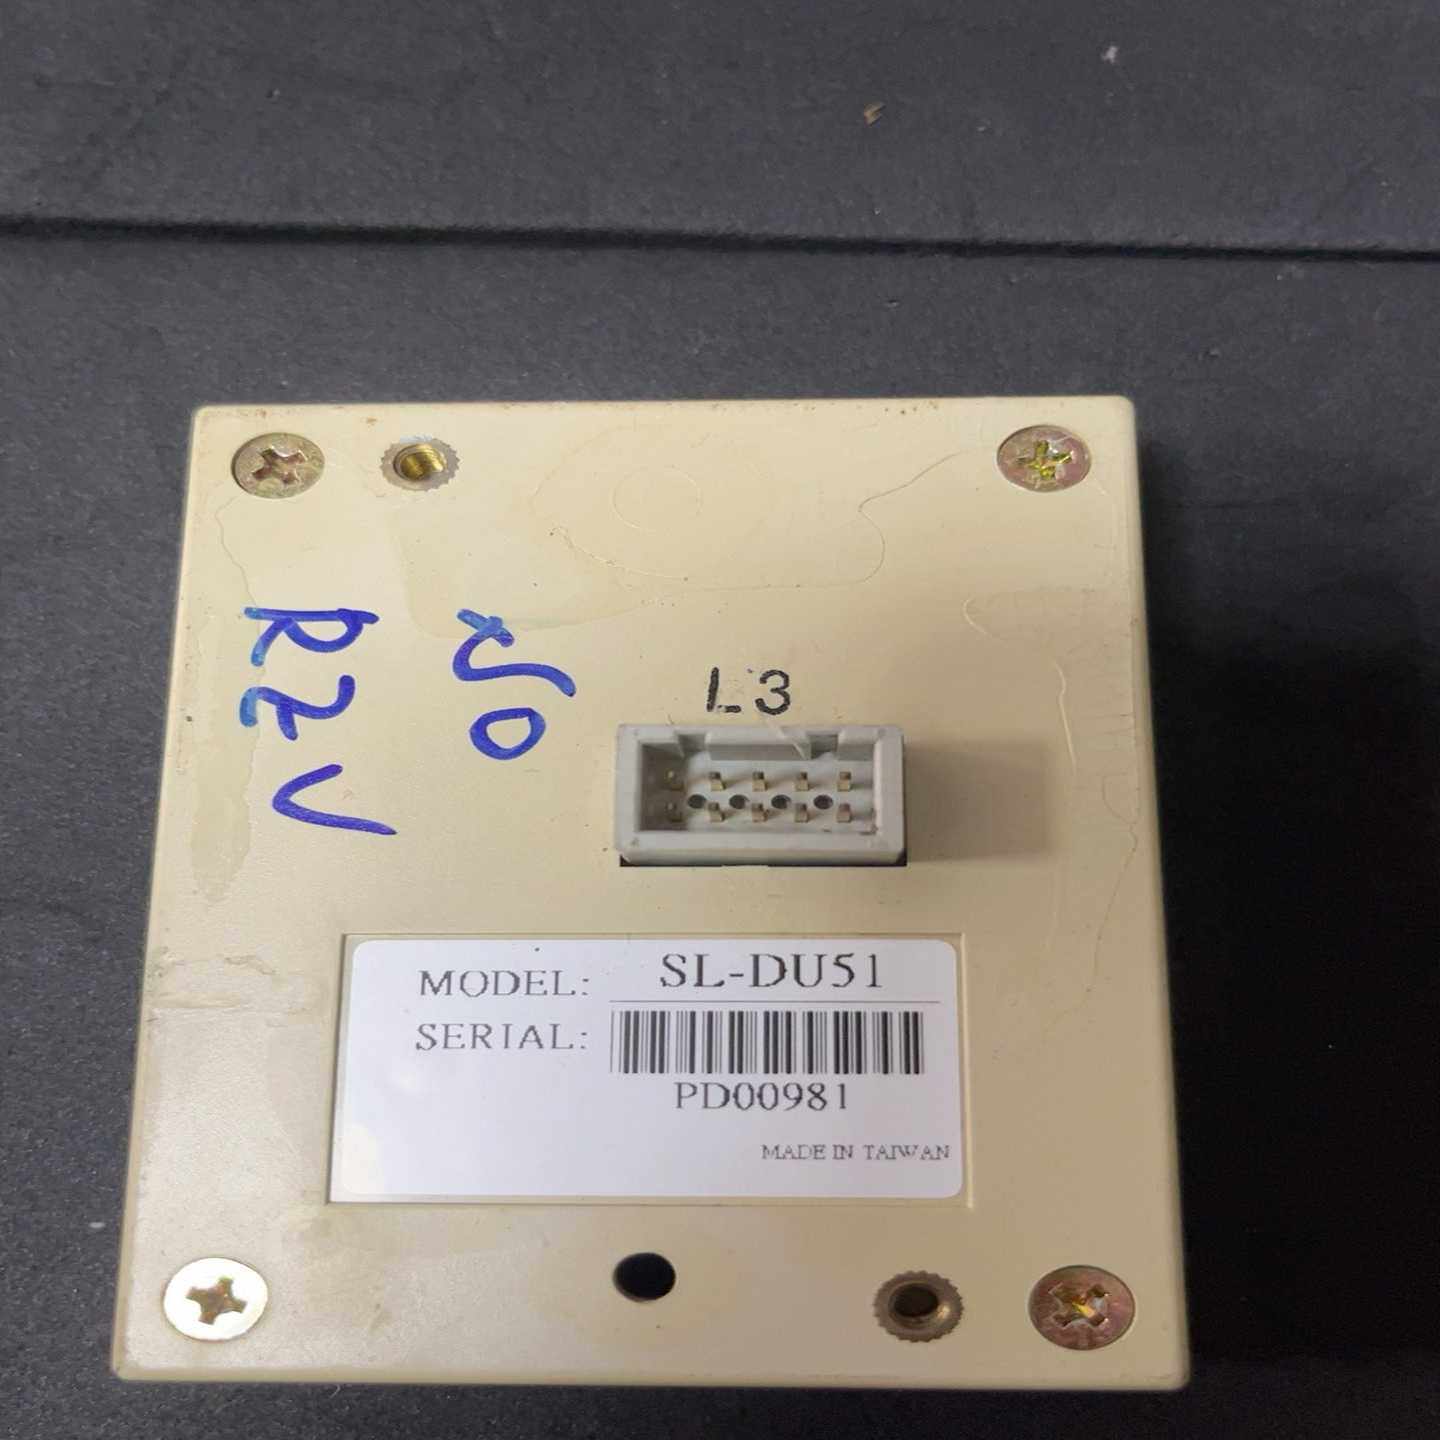 L3
MODEL: SL-DU51
SERIAL:
PD00981
MADE IN TAIWAN